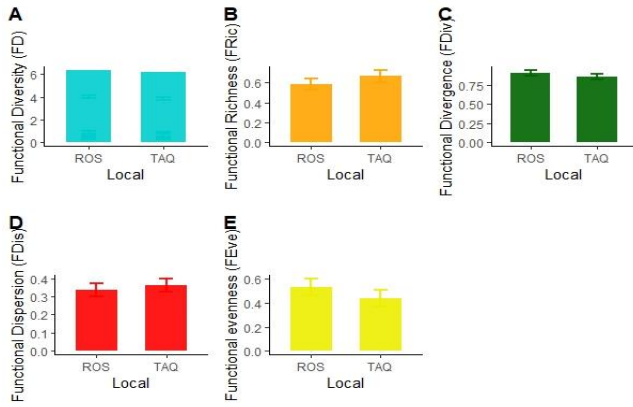 A
Functional Diversity (FD)
6
4
2
0
ROS TAQ
Local
B
Functional Richness (FRic)
0.6
0.4
0.2
0.0
ROS TAQ
Local
C
Functional Divergence (FDiv)
0.75
0.50
0.25
0.00
ROS TAQ
Local
D
Functional Dispersion (FDis)
0.4
0.3
0.2
0.1
0.0
ROS TAQ
Local
E
Functional evenness (FEve)
0.6
0.4
0.2
0.0
ROS TAQ
Local